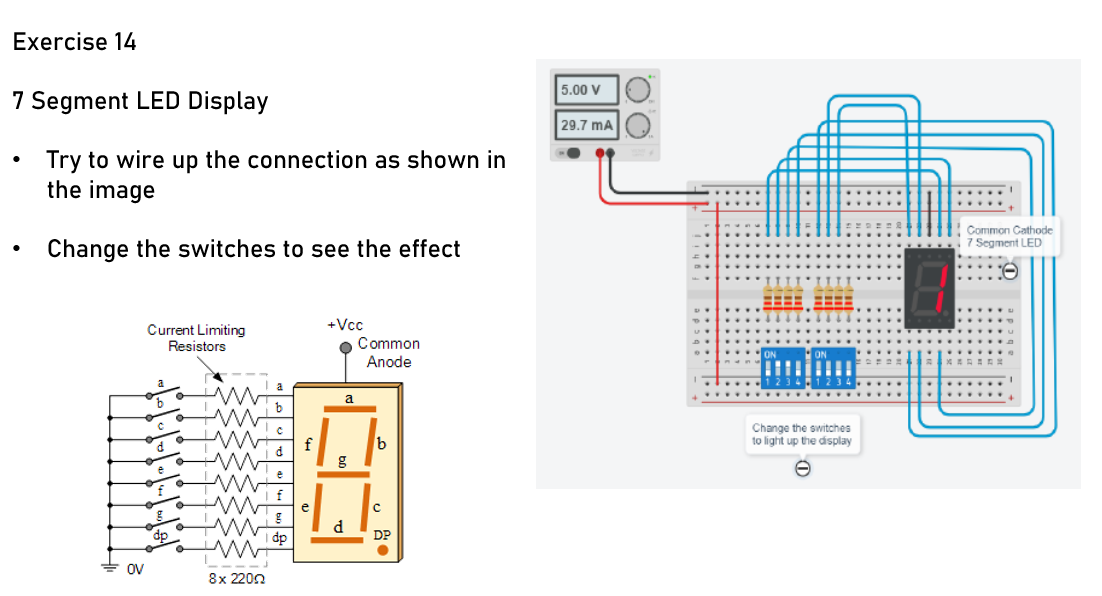 Exercise 14
7 Segment LED Display
• Try to wire up the connection as shown in
the image
• Change the switches to see the effect
Current Limiting
Resistors
+Vcc
Common
Anode
a
b
c
d
e
f
g
dp
a
b
c
d
e
f
g
dp
a
f
b
g
e
c
d
DP
0V
8 x 220Ω
5.00 V
29.7 mA
Common Cathode
7 Segment LED
ON
1 2 3 4
ON
1 2 3 4
Change the switches
to light up the display